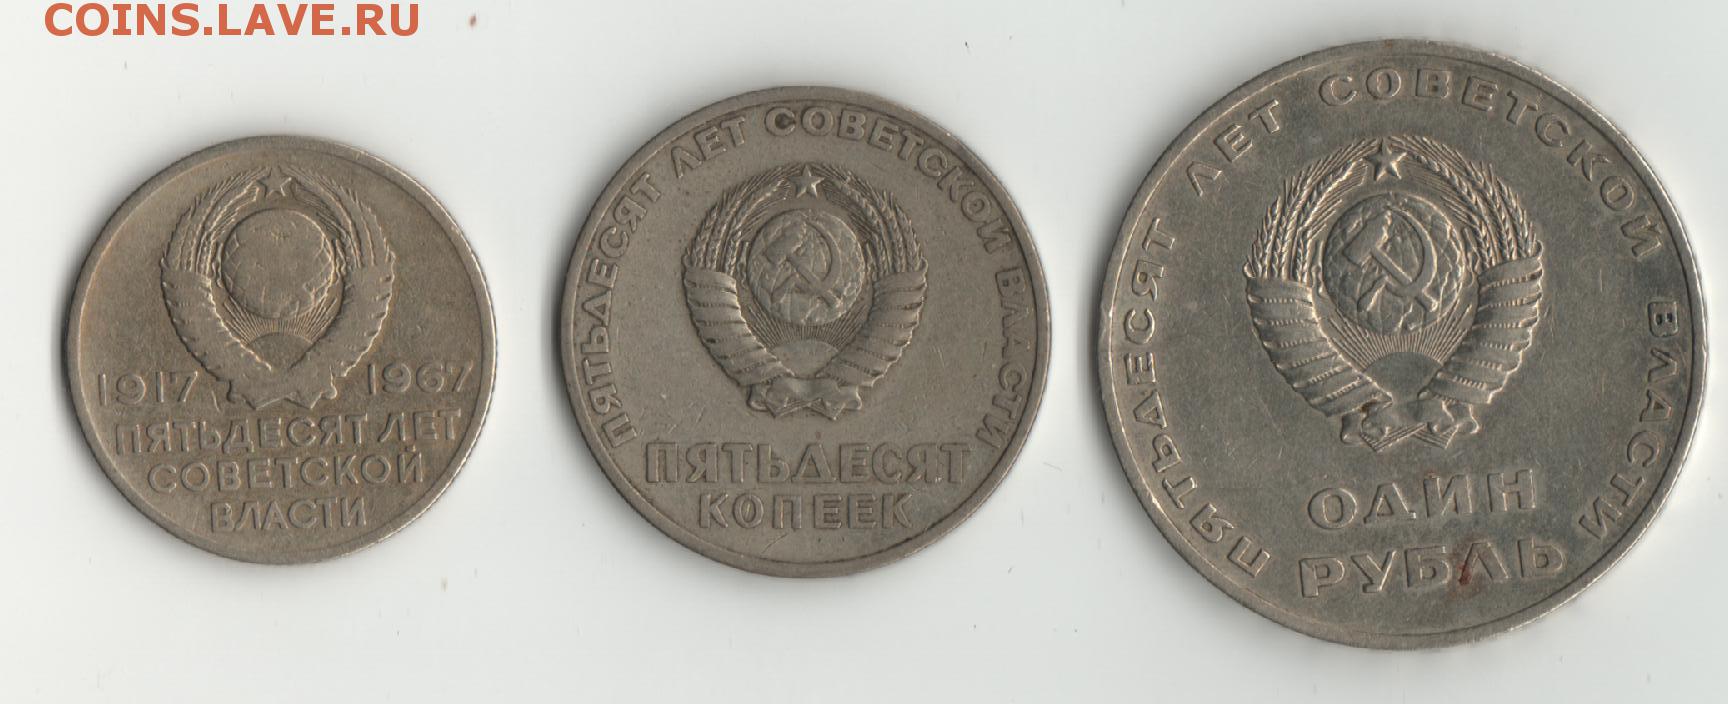 COINS.LAVE.RU
1917 1967
ПЯТЬДЕСЯТ ЛЕТ
СОВЕТСКОЙ
ВЛАСТИ
ПЯТЬДЕСЯТ ЛЕТ СОВЕТСКОЙ ВЛАСТИ
ПЯТЬДЕСЯТ
КОПЕЕК
ПЯТЬДЕСЯТ ЛЕТ СОВЕТСКОЙ ВЛАСТИ
ОДИН
РУБЛЬ